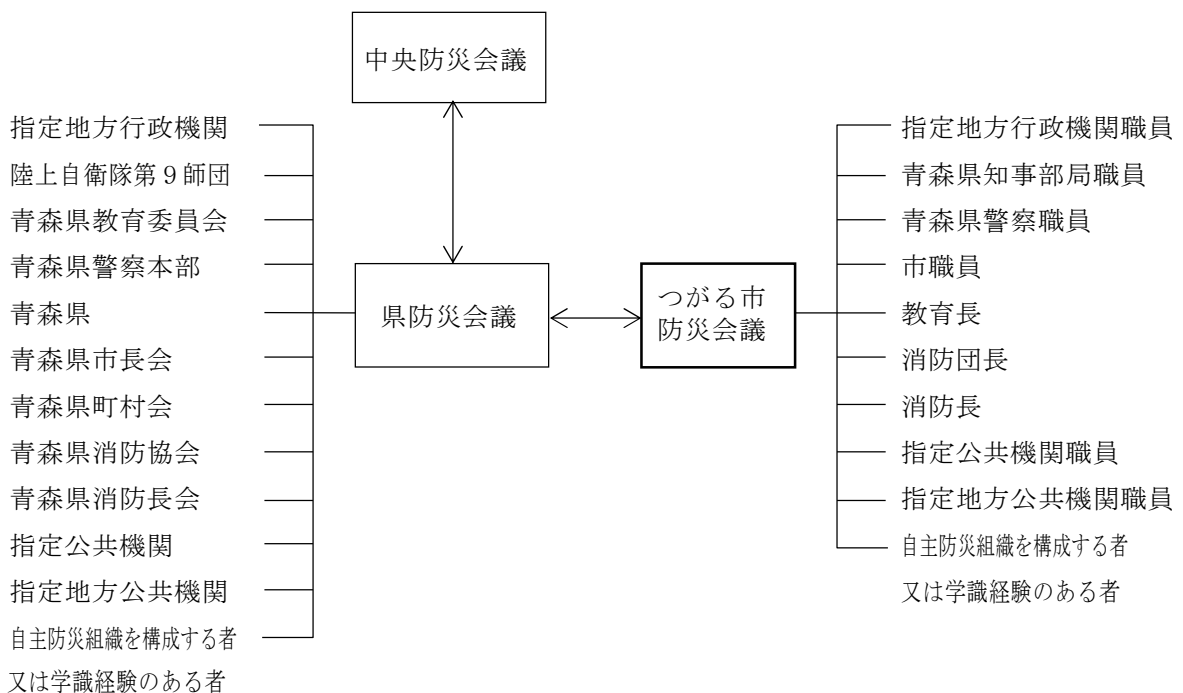 中央防災会議
指定地方行政機関
陸上自衛隊第９師団
青森県教育委員会
青森県警察本部
青森県
青森県市長会
青森県町村会
青森県消防協会
青森県消防長会
指定公共機関
指定地方公共機関
自主防災組織を構成する者
又は学識経験のある者
県防災会議
つがる市
防災会議
指定地方行政機関職員
青森県知事部局職員
青森県警察職員
市職員
教育長
消防団長
消防長
指定公共機関職員
指定地方公共機関職員
自主防災組織を構成する者
又は学識経験のある者